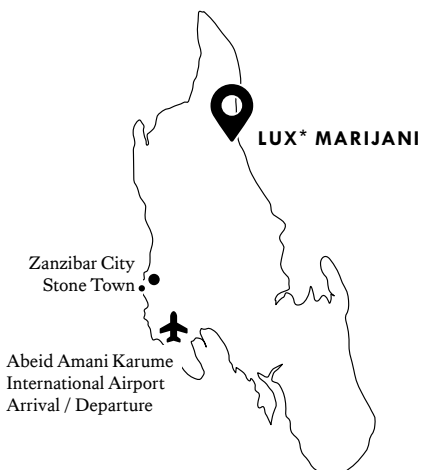 LUX* MARIJANI
Zanzibar City
Stone Town
Abeid Amani Karume
International Airport
Arrival / Departure